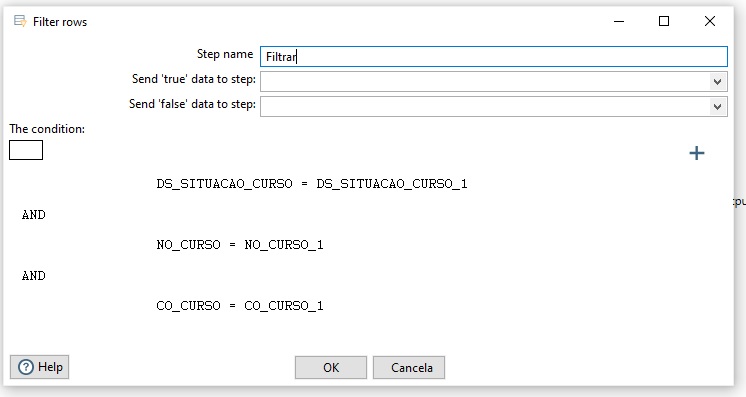 Filter rows
Step name Filtrar
Send 'true' data to step:
Send 'false' data to step:
The condition:
DS_SITUACAO_CURSO = DS_SITUACAO_CURSO_1
AND
NO_CURSO = NO_CURSO_1
AND
CO_CURSO = CO_CURSO_1
Help OK Cancela